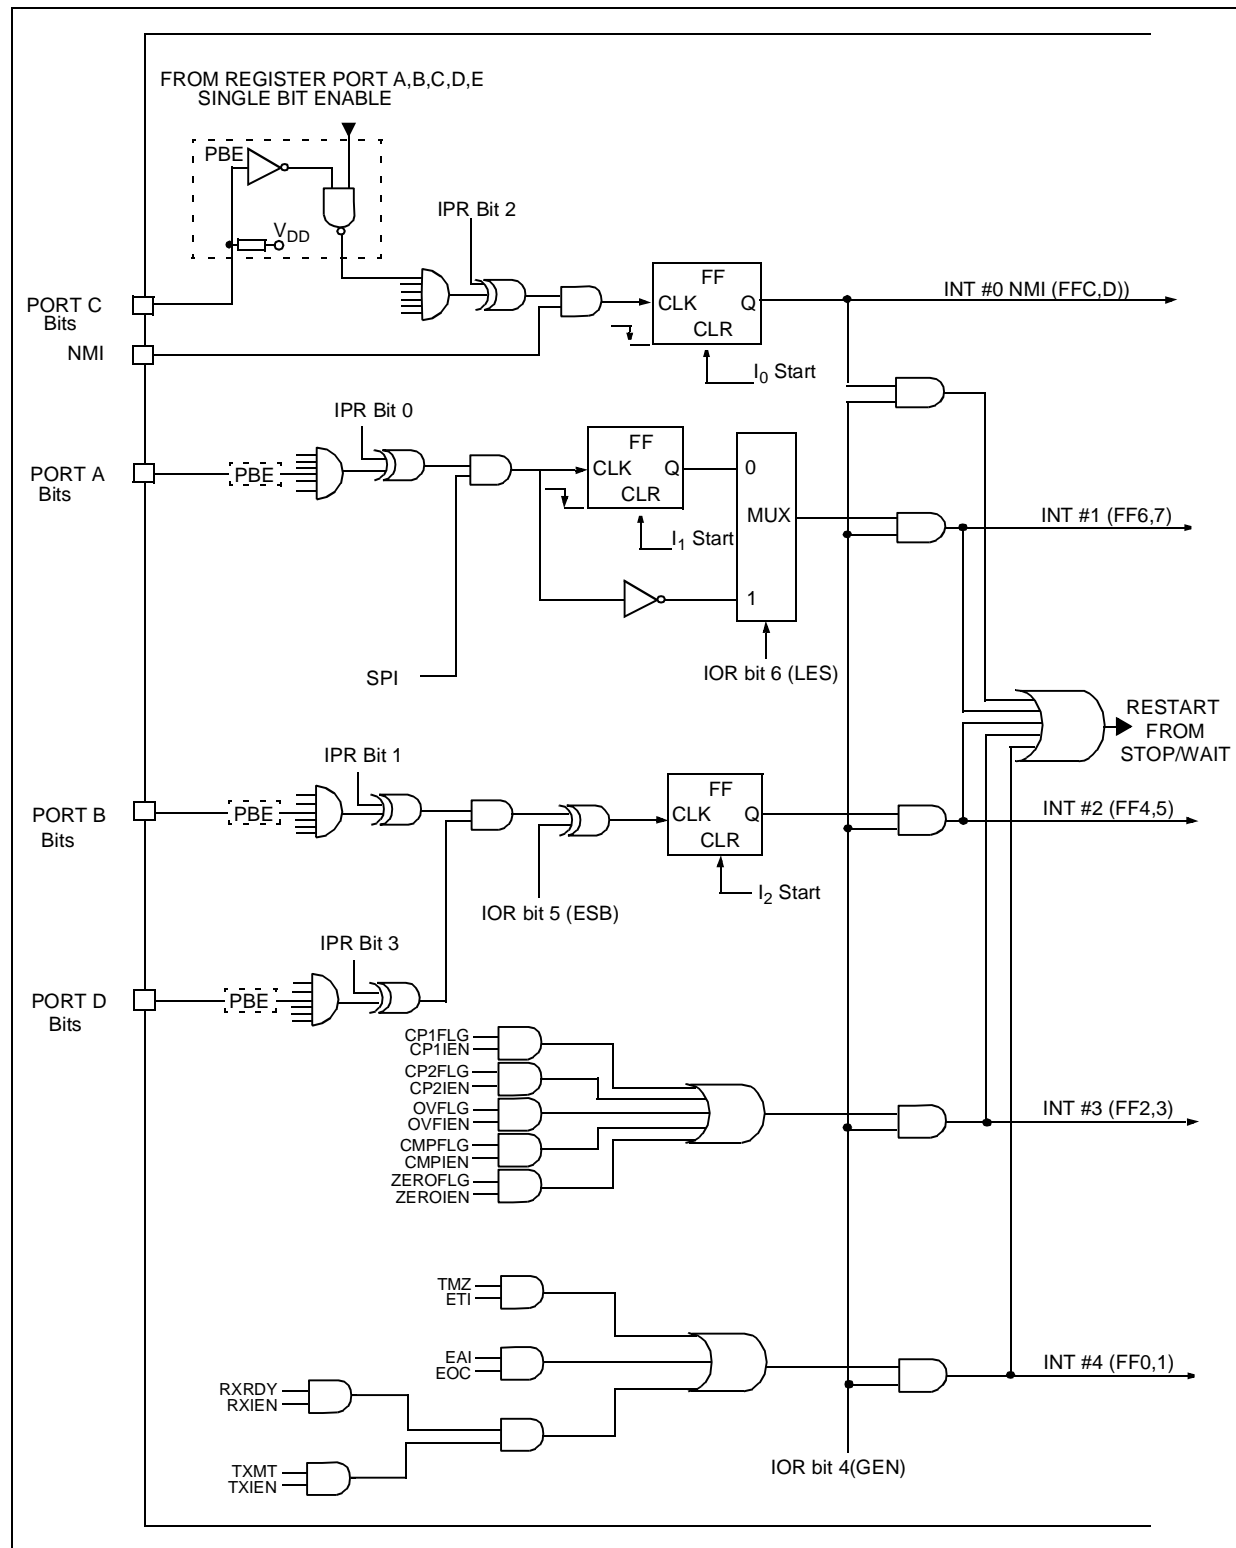 FROM REGISTER PORT A,B,C,D,E
SINGLE BIT ENABLE
PBE
VDD
IPR Bit 2
PORT C
Bits
NMI
FF
CLK
Q
CLR
I0 Start
INT #0 NMI (FFC,D))
IPR Bit 0
PORT A
Bits
PBE
FF
CLK
Q
CLR
I1 Start
0
MUX
1
INT #1 (FF6,7)
SPI
IOR bit 6 (LES)
RESTART
FROM
STOP/WAIT
IPR Bit 1
PORT B
Bits
PBE
FF
CLK
Q
CLR
I2 Start
INT #2 (FF4,5)
IOR bit 5 (ESB)
IPR Bit 3
PORT D
Bits
PBE
CP1FLG
CP1IEN
CP2FLG
CP2IEN
OVFLG
OVFIEN
CMPFLG
CMPIEN
ZEROFLG
ZEROIEN
INT #3 (FF2,3)
TMZ
ETI
EAI
EOC
RXRDY
RXIEN
TXMT
TXIEN
INT #4 (FF0,1)
IOR bit 4(GEN)